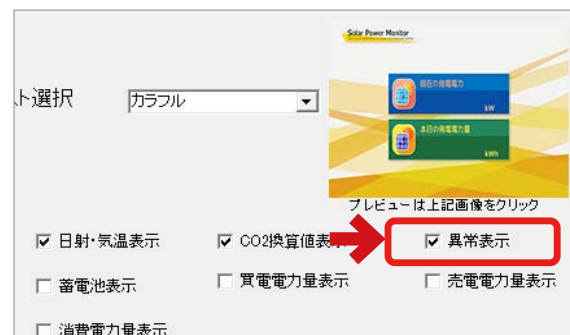 Solar Power Monitor
現在の発電電力
kW
ト選択
カラフル
本日の発電電力量
kWh
プレビューは上記画像をクリック
日射・気温表示
CO2換算値表示
異常表示
蓄電池表示
買電電力量表示
売電電力量表示
消費電力量表示